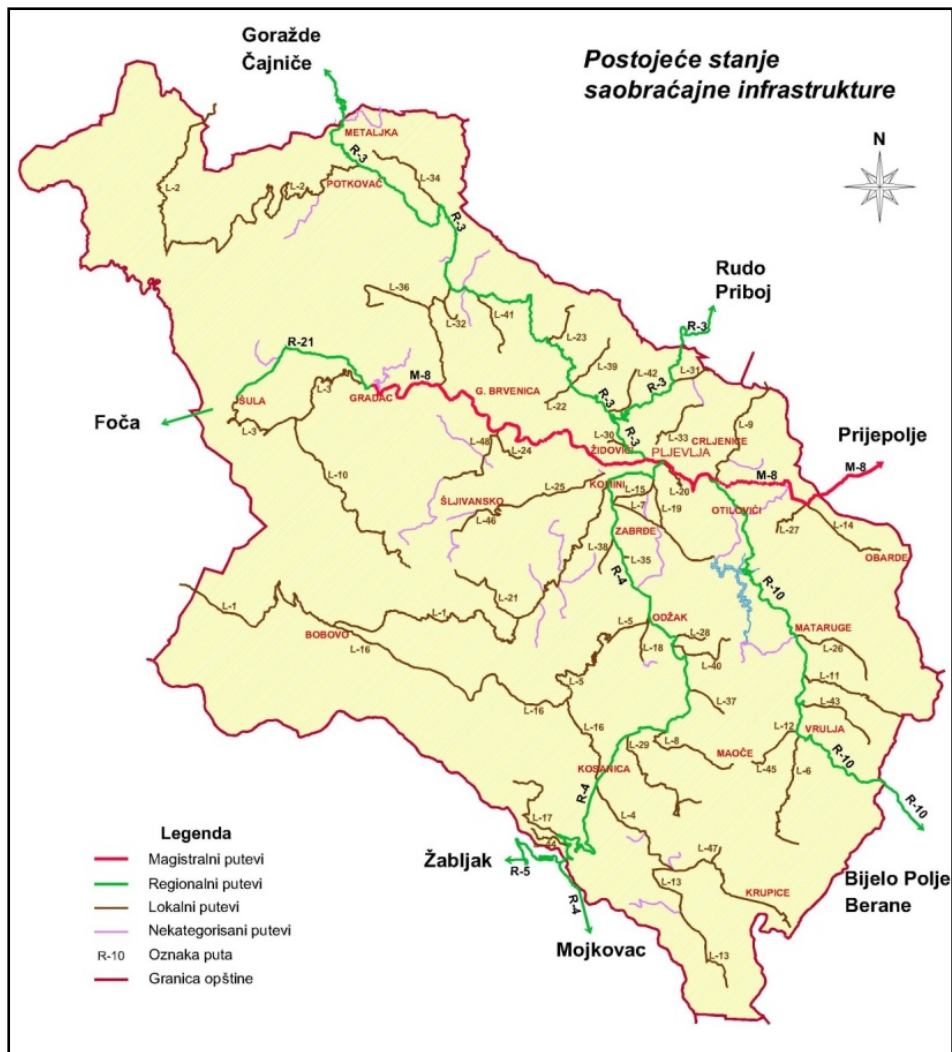 Goražde
Čajniče
Postojeće stanje
saobraćajne infrastrukture
N
METALJKA
R-3
L-34
L-2
L-2
POTKOVAČ
R-3
Rudo
Priboj
L-36
L-32
L-41
R-3
L-23
R-21
L-39
L-42
R-3
L-31
M-8
L-3
G. BRVENICA
ŠULA
GRADAC
L-22
R-3
L-9
Foča
L-3
L-30
R-3
L-33
CRLJENICE
Prijepolje
L-48
L-24
ŽIDOVIĆI
PLJEVLJA
M-8
M-8
L-10
L-25
KOMINI
L-15
L-20
ŠLJIVANSKO
L-7
L-19
OTILOVIĆI
L-46
ZABRĐE
L-27
L-14
L-38
L-35
OBARDE
R-4
R-10
L-21
L-1
L-1
L-5
ODŽAK
BOBOVO
L-16
L-18
L-28
MATARUGE
L-40
L-26
L-5
L-11
L-16
L-37
L-43
L-16
L-12
VRULJA
L-29
L-8
MAOČE
R-10
KOSANICA
L-45
L-6
R-4
R-10
L-17
L-4
Legenda
44
L-47
Magistralni putevi
Žabljak
R-5
Regionalni putevi
L-13
Bijelo Polje
Berane
Lokalni putevi
R-4
KRUPICE
Nekategorisani putevi
R-10 Oznaka puta
Mojkovac
L-13
Granica opštine